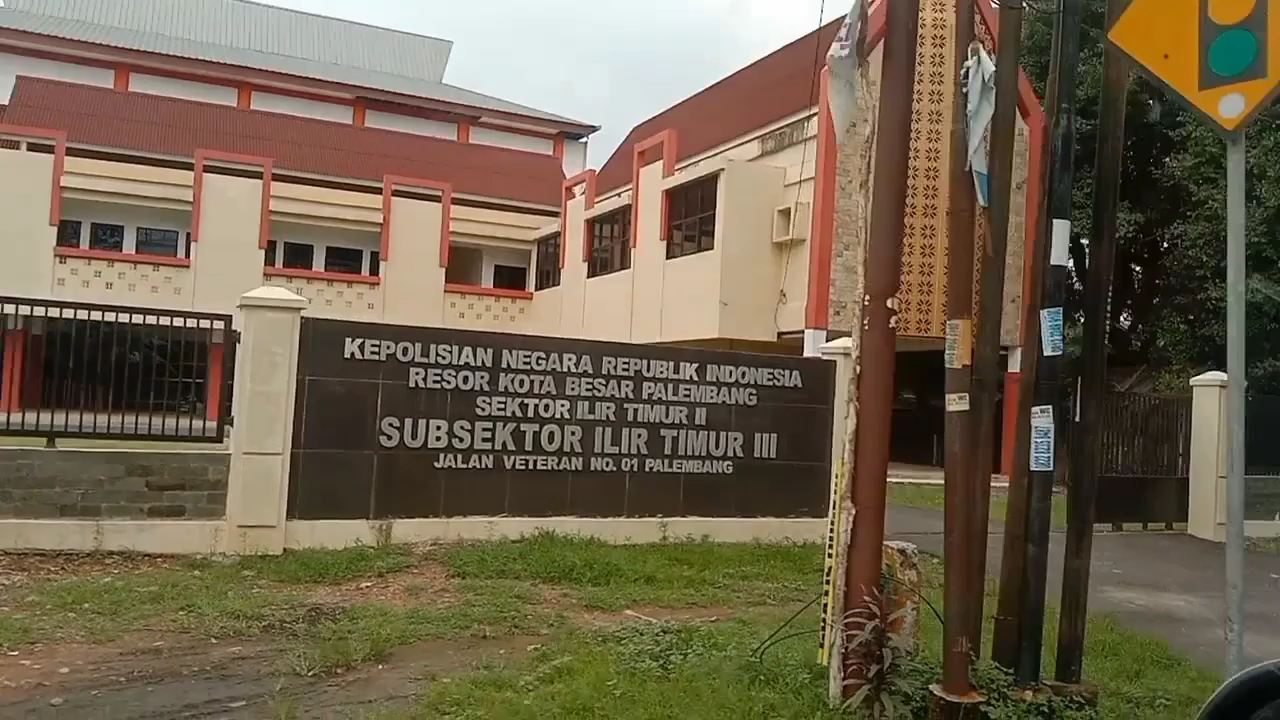 KEPOLISIAN NEGARA REPUBLIK INDONESIA
RESOR KOTA BESAR PALEMBANG
SEKTOR ILIR TIMUR II
SUBSEKTOR ILIR TIMUR III
JALAN VETERAN NO. 01 PALEMBANG
WC